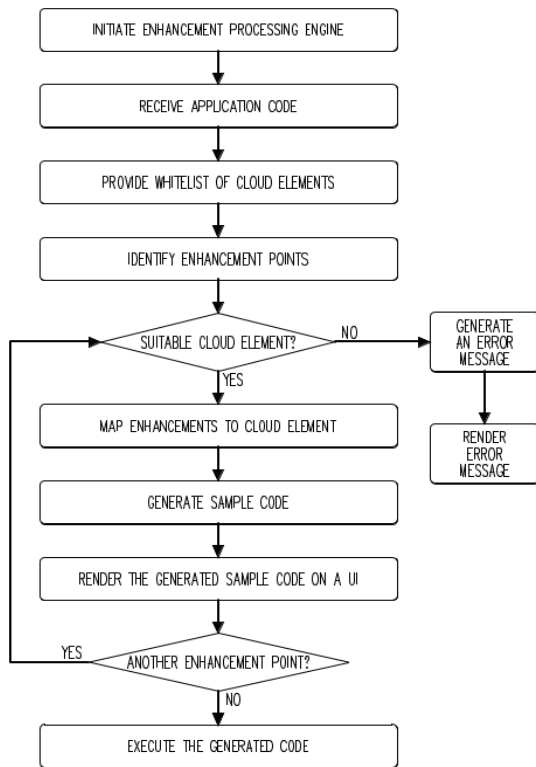 INITIATE ENHANCEMENT PROCESSING ENGINE
RECEIVE APPLICATION CODE
PROVIDE WHITELIST OF CLOUD ELEMENTS
IDENTIFY ENHANCEMENT POINTS
SUITABLE CLOUD ELEMENT?
NO
GENERATE
AN ERROR
MESSAGE
RENDER
ERROR
MESSAGE
YES
MAP ENHANCEMENTS TO CLOUD ELEMENT
GENERATE SAMPLE CODE
RENDER THE GENERATED SAMPLE CODE ON A UI
YES
ANOTHER ENHANCEMENT POINT?
NO
EXECUTE THE GENERATED CODE